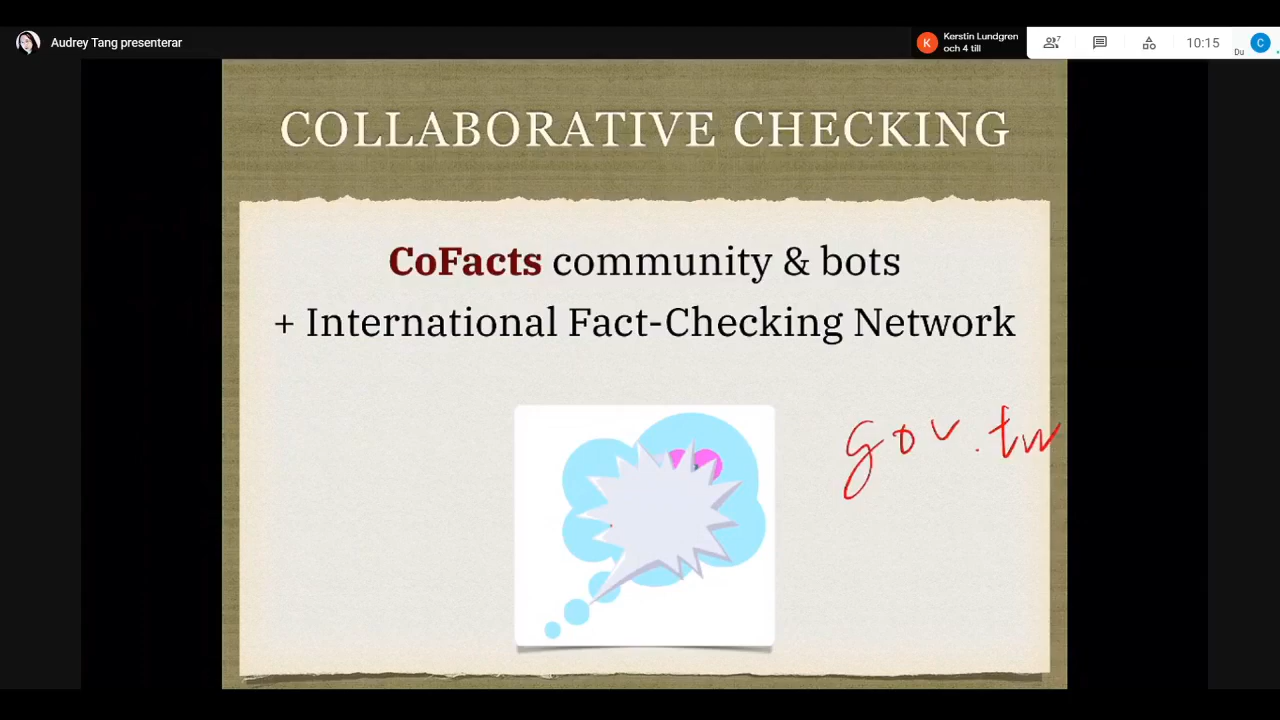 Audrey Tang presenterar
K
Kerstin Lundgren
och 4 till
7
10:15
Du
C
COLLABORATIVE CHECKING
CoFacts community & bots
+ International Fact-Checking Network
gov.tw